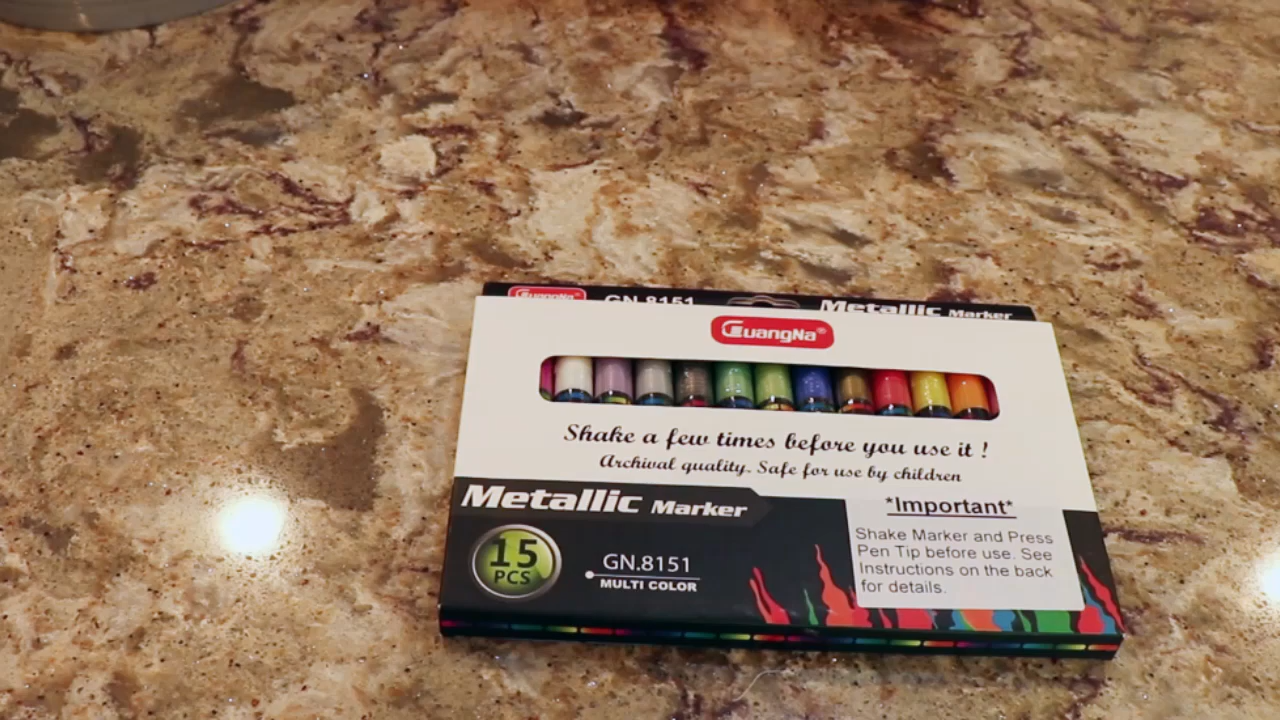 GuangNa GN.8151 Metallic Marker
GuangNa®
Shake a few times before you use it !
Archival quality. Safe for use by children
Metallic Marker
*Important*
Shake Marker and Press
Pen Tip before use. See
Instructions on the back
for details.
15
PCS
GN.8151
MULTI COLOR